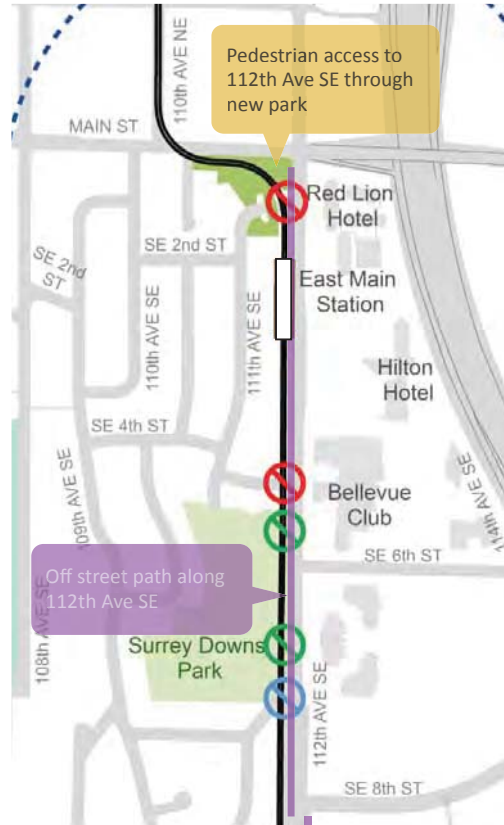 110th AVE NE
Pedestrian access to
112th Ave SE through
new park
MAIN ST
Red Lion
Hotel
SE 2nd ST
SE 2nd
ST
East Main
Station
110th AVE SE
111th AVE SE
Hilton
Hotel
SE 4th ST
109th AVE SE
Bellevue
Club
114th AVE SE
SE 6th ST
Off street path along
112th Ave SE
108th AVE SE
Surrey Downs
Park
112th AVE SE
SE 8th ST